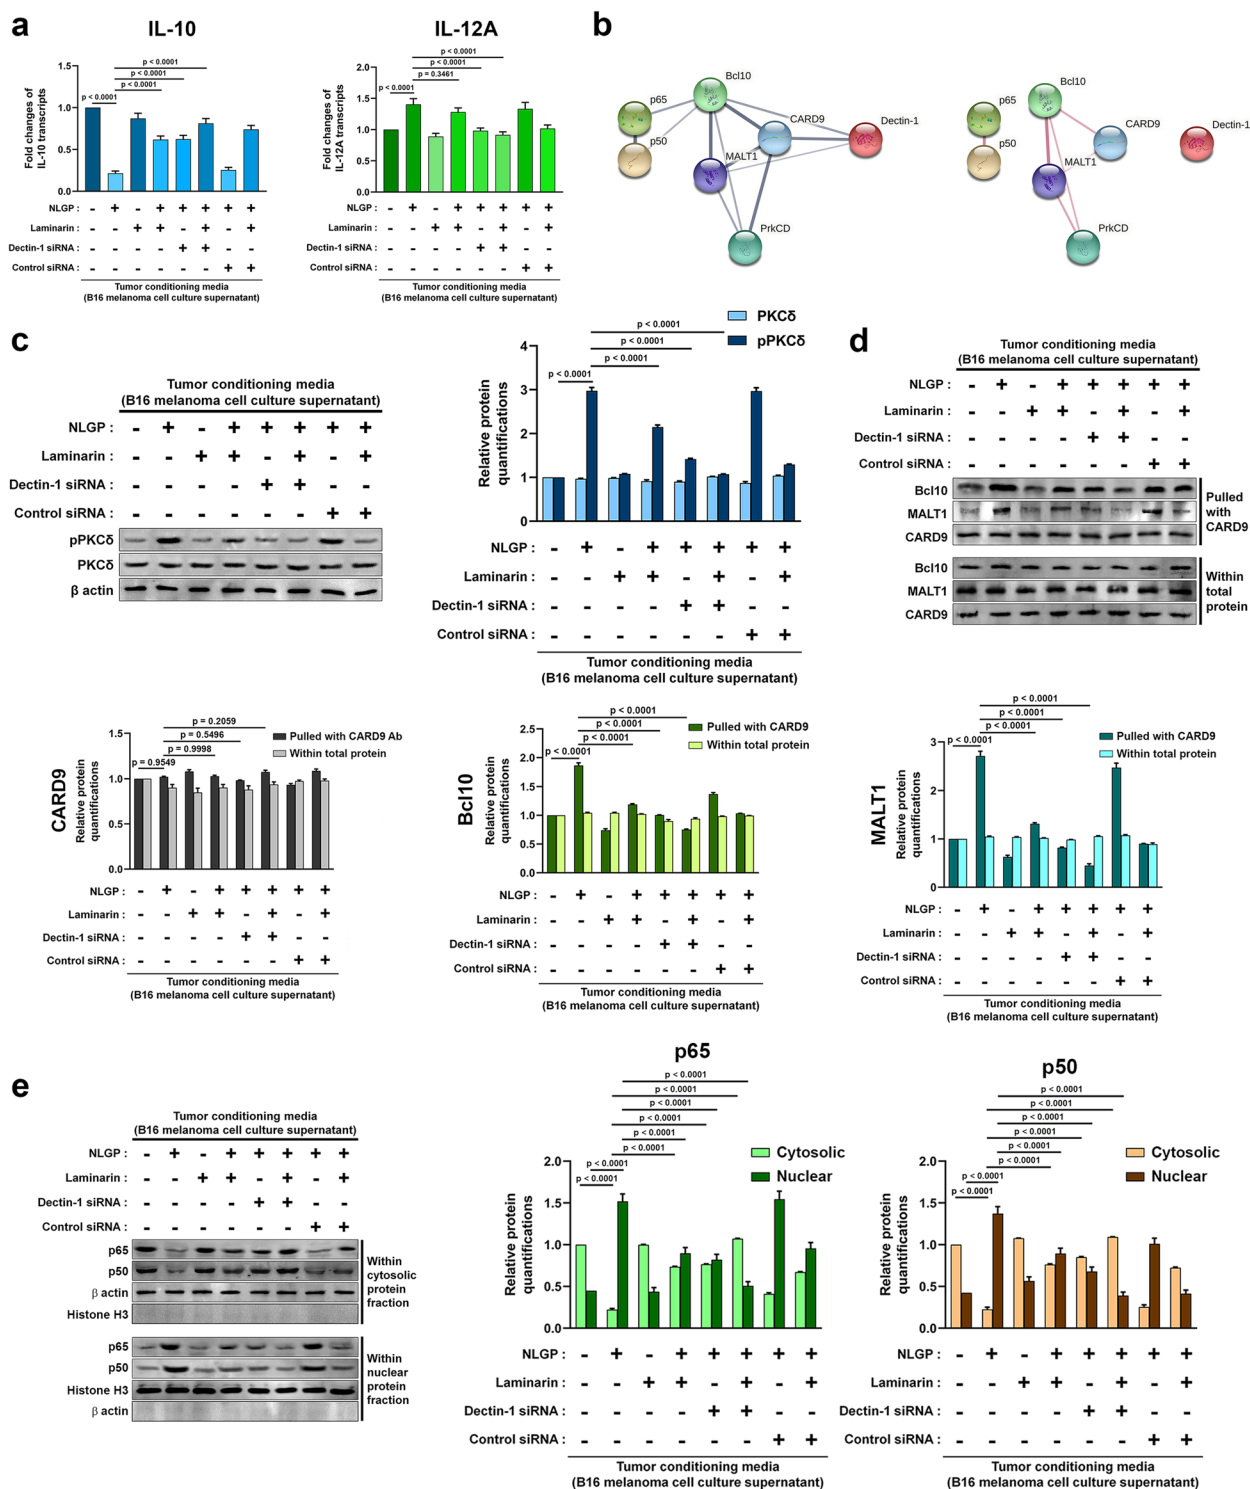 a
IL-10
Fold changes of
IL-10 transcripts
1.5
1.0
0.5
0.0
p < 0.0001
p < 0.0001
p < 0.0001
p < 0.0001
NLGP : - + - + + + + +
Laminarin : - - + + - + - +
Dectin-1 siRNA : - - - - + + - -
Control siRNA : - - - - - - + +
Tumor conditioning media
(B16 melanoma cell culture supernatant)
IL-12A
Fold changes of
IL-12A transcripts
2.0
1.5
1.0
0.5
0.0
p < 0.0001
p < 0.0001
p = 0.3461
p < 0.0001
NLGP : - + - + + + + +
Laminarin : - - + + - + - +
Dectin-1 siRNA : - - - - + + - -
Control siRNA : - - - - - - + +
Tumor conditioning media
(B16 melanoma cell culture supernatant)
b
Bcl10
p65
CARD9
Dectin-1
p50
MALT1
PrkCD
Bcl10
p65
CARD9
Dectin-1
p50
MALT1
PrkCD
c
Tumor conditioning media
(B16 melanoma cell culture supernatant)
NLGP : - + - + + + + +
Laminarin : - - + + - + - +
Dectin-1 siRNA : - - - - + + - -
Control siRNA : - - - - - - + +
pPKCδ
PKCδ
β actin
PKCδ
pPKCδ
Relative protein
quantifications
4
3
2
1
0
p < 0.0001
p < 0.0001
p < 0.0001
p < 0.0001
NLGP : - + - + + + + +
Laminarin : - - + + - + - +
Dectin-1 siRNA : - - - - + + - -
Control siRNA : - - - - - - + +
Tumor conditioning media
(B16 melanoma cell culture supernatant)
d
Tumor conditioning media
(B16 melanoma cell culture supernatant)
NLGP : - + - + + + + +
Laminarin : - - + + - + - +
Dectin-1 siRNA : - - - - + + - -
Control siRNA : - - - - - - + +
Bcl10
MALT1
CARD9
Pulled
with
CARD9
Bcl10
MALT1
CARD9
Within
total
protein
CARD9
Relative protein
quantifications
1.5
1.0
0.5
0.0
p = 0.2059
p = 0.5496
p = 0.9998
p = 0.9549
Pulled with CARD9 Ab
Within total protein
NLGP : - + - + + + + +
Laminarin : - - + + - + - +
Dectin-1 siRNA : - - - - + + - -
Control siRNA : - - - - - - + +
Tumor conditioning media
(B16 melanoma cell culture supernatant)
Bcl10
Relative protein
quantifications
2.5
2.0
1.5
1.0
0.5
0.0
p < 0.0001
p < 0.0001
p < 0.0001
p < 0.0001
Pulled with CARD9
Within total protein
NLGP : - + - + + + + +
Laminarin : - - + + - + - +
Dectin-1 siRNA : - - - - + + - -
Control siRNA : - - - - - - + +
Tumor conditioning media
(B16 melanoma cell culture supernatant)
MALT1
Relative protein
quantifications
3
2
1
0
p < 0.0001
p < 0.0001
p < 0.0001
p < 0.0001
Pulled with CARD9
Within total protein
NLGP : - + - + + + + +
Laminarin : - - + + - + - +
Dectin-1 siRNA : - - - - + + - -
Control siRNA : - - - - - - + +
Tumor conditioning media
(B16 melanoma cell culture supernatant)
e
Tumor conditioning media
(B16 melanoma cell culture supernatant)
NLGP : - + - + + + + +
Laminarin : - - + + - + - +
Dectin-1 siRNA : - - - - + + - -
Control siRNA : - - - - - - + +
p65
p50
β actin
Histone H3
Within
cytosolic
protein
fraction
p65
p50
Histone H3
β actin
Within
nuclear
protein
fraction
p65
Relative protein
quantifications
2.0
1.5
1.0
0.5
0.0
p < 0.0001
p < 0.0001
p < 0.0001
p < 0.0001
p < 0.0001
p < 0.0001
p < 0.0001
p < 0.0001
Cytosolic
Nuclear
NLGP : - + - + + + + +
Laminarin : - - + + - + - +
Dectin-1 siRNA : - - - - + + - -
Control siRNA : - - - - - - + +
Tumor conditioning media
(B16 melanoma cell culture supernatant)
p50
Relative protein
quantifications
2.0
1.5
1.0
0.5
0.0
p < 0.0001
p < 0.0001
p < 0.0001
p < 0.0001
p < 0.0001
p < 0.0001
p < 0.0001
p < 0.0001
Cytosolic
Nuclear
NLGP : - + - + + + + +
Laminarin : - - + + - + - +
Dectin-1 siRNA : - - - - + + - -
Control siRNA : - - - - - - + +
Tumor conditioning media
(B16 melanoma cell culture supernatant)